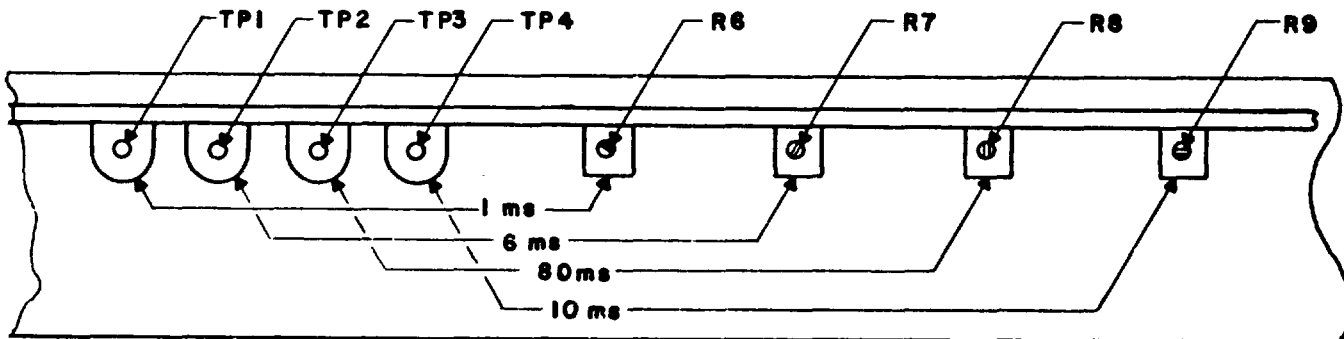 TP1 TP2 TP3 TP4 R6 R7 R8 R9
1 ms
6 ms
80ms
10 ms